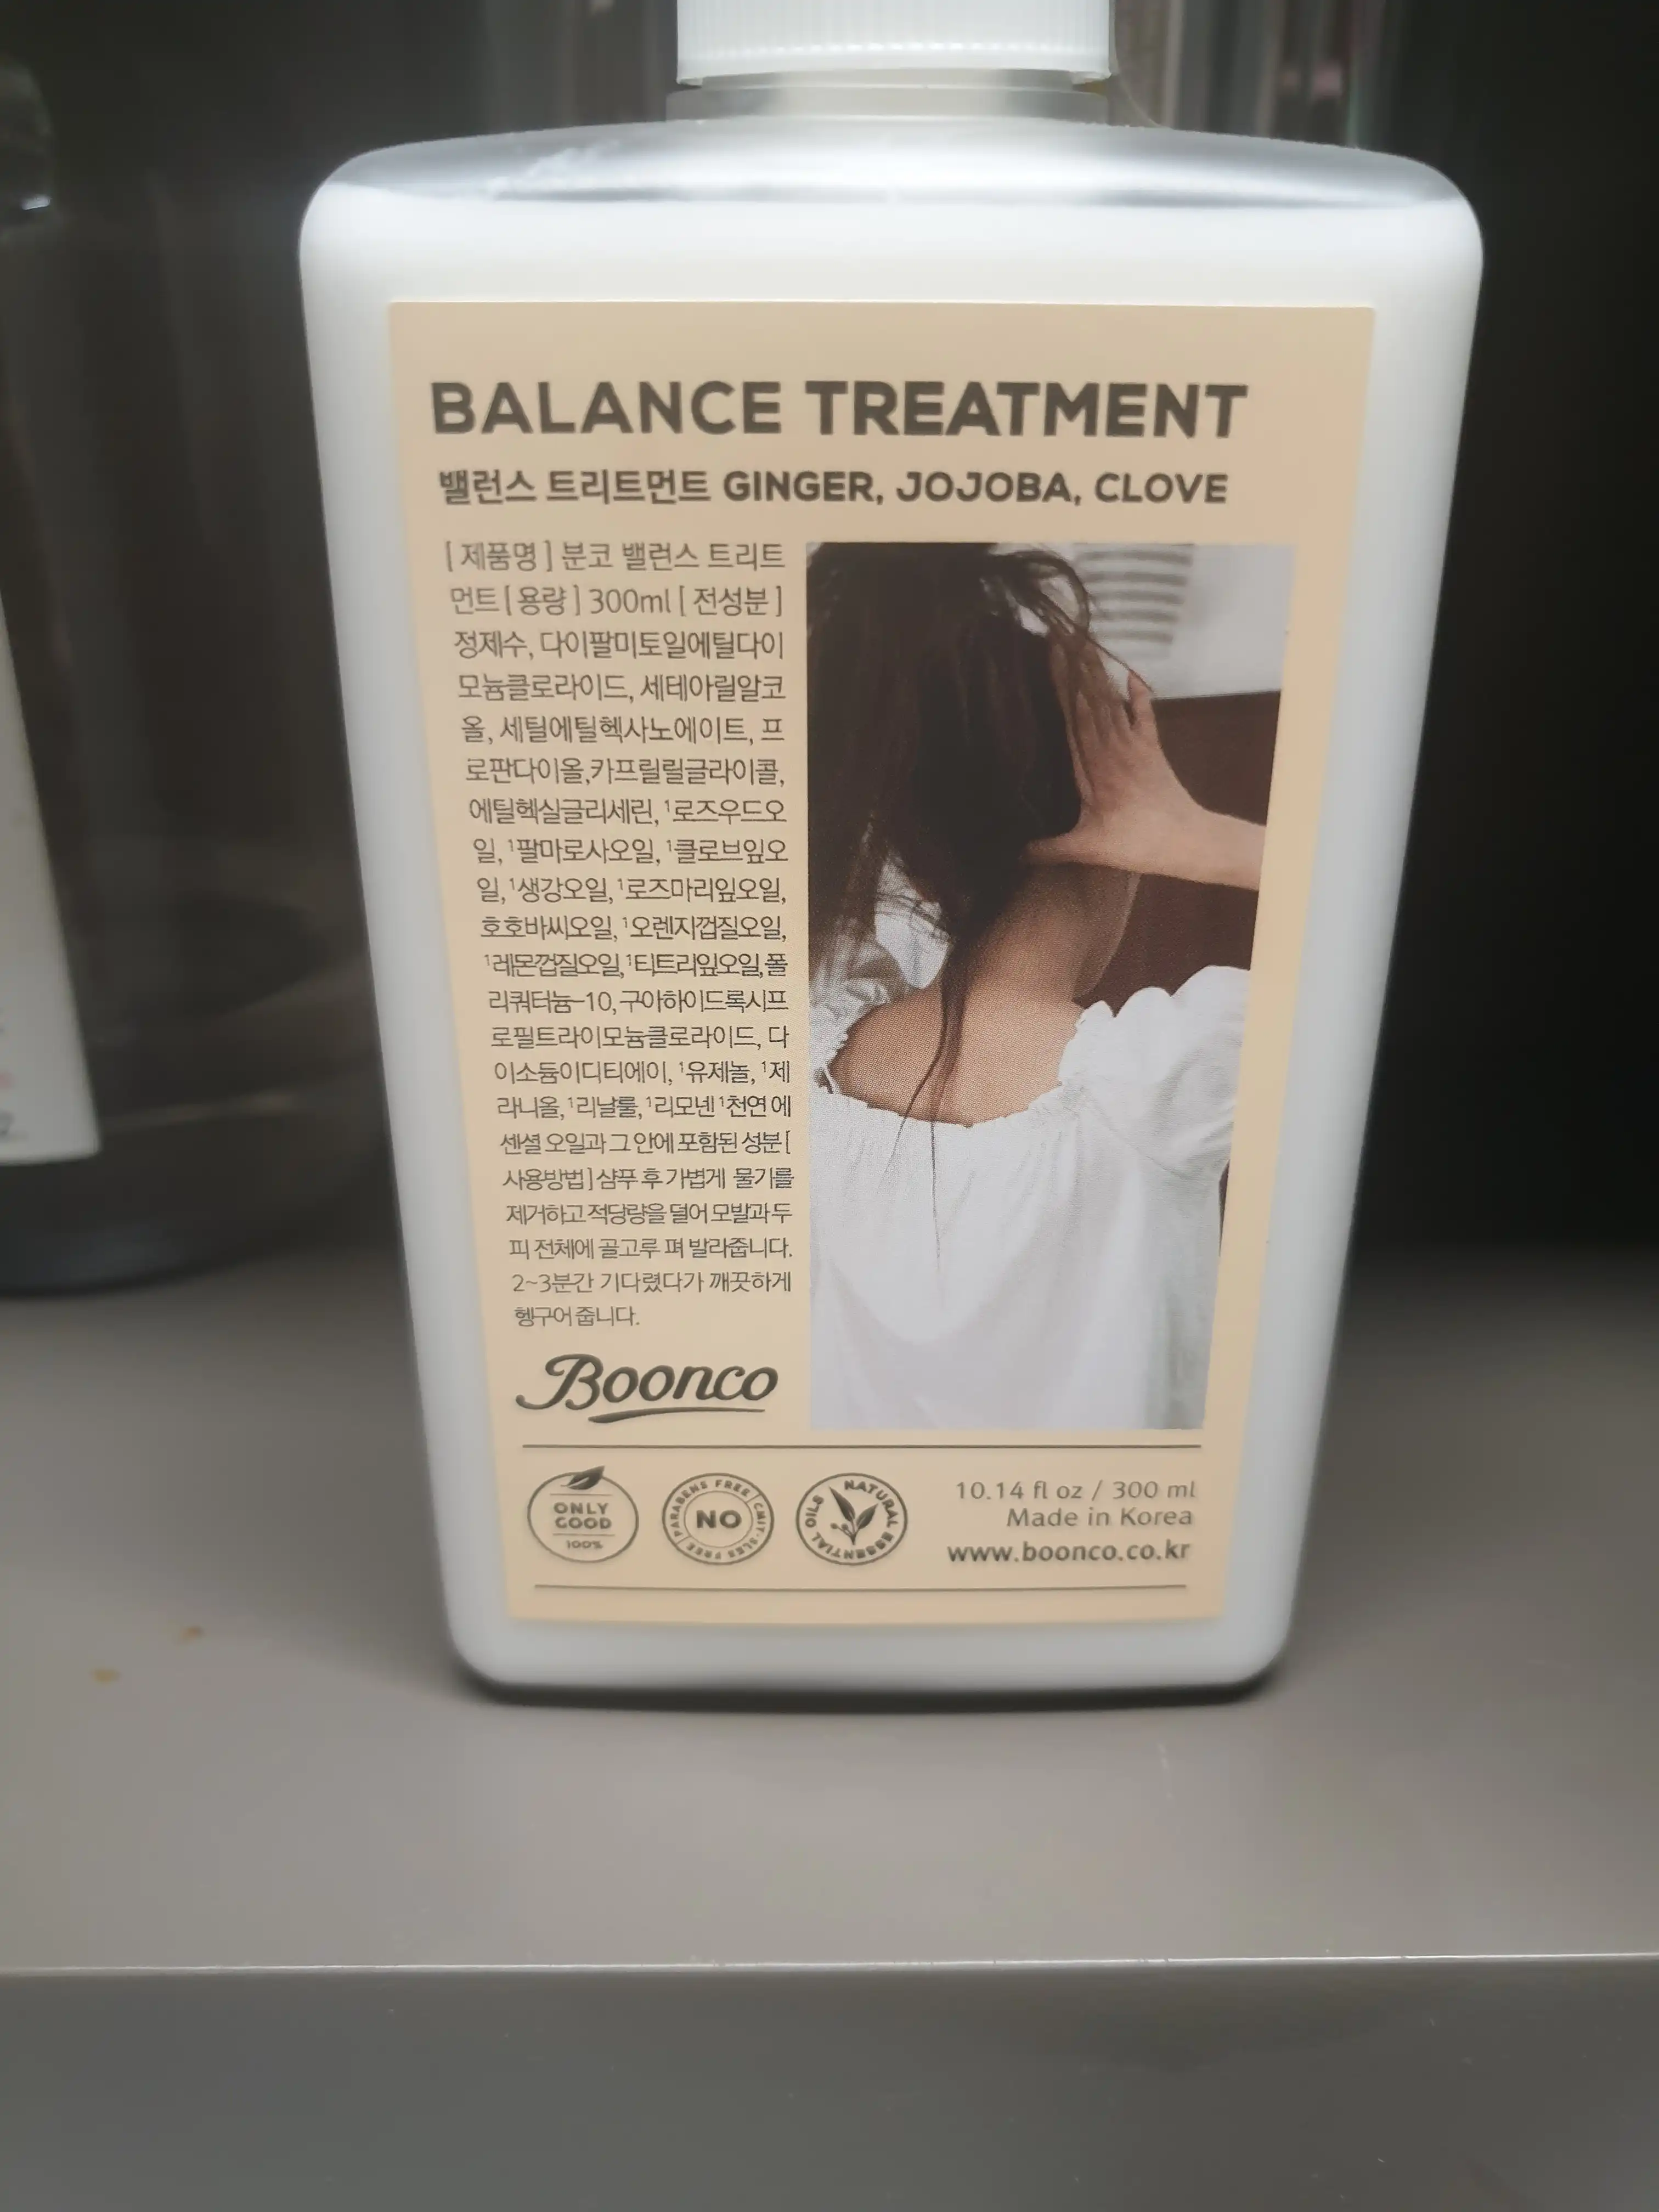 BALANCE TREATMENT
밸런스 트리트먼트 GINGER, JOJOBA, CLOVE
[ 제품명 ] 분코 밸런스 트리트
먼트 [ 용량 ] 300ml [ 전성분 ]
정제수, 다이팔미토일에틸다이
모늄클로라이드, 세테아릴알코
올, 세틸에틸헥사노에이트, 프
로판다이올,카프릴릴글라이콜,
에틸헥실글리세린, ¹로즈우드오
일, ¹팔마로사오일, ¹클로브잎오
일, ¹생강오일, ¹로즈마리잎오일,
호호바씨오일, ¹오렌지껍질오일,
¹레몬껍질오일, ¹티트리잎오일, 폴
리쿼터늄-10, 구아하이드록시프
로필트라이모늄클로라이드, 다
이소듐이디티에이, ¹유제놀, ¹제
라니올, ¹리날룰, ¹리모넨 ¹천연 에
센셜 오일과 그 안에 포함된 성분 [
사용방법 ] 샴푸 후 가볍게 물기를
제거하고 적당량을 덜어 모발과 두
피 전체에 골고루 펴 발라줍니다.
2~3분간 기다렸다가 깨끗하게
헹구어 줍니다.
Boonco
ONLY
GOOD
100%
PARABENS FREE
CMIT·SLES FREE
NO
NATURAL ESSENTIAL OILS
10.14 fl oz / 300 ml
Made in Korea
www.boonco.co.kr